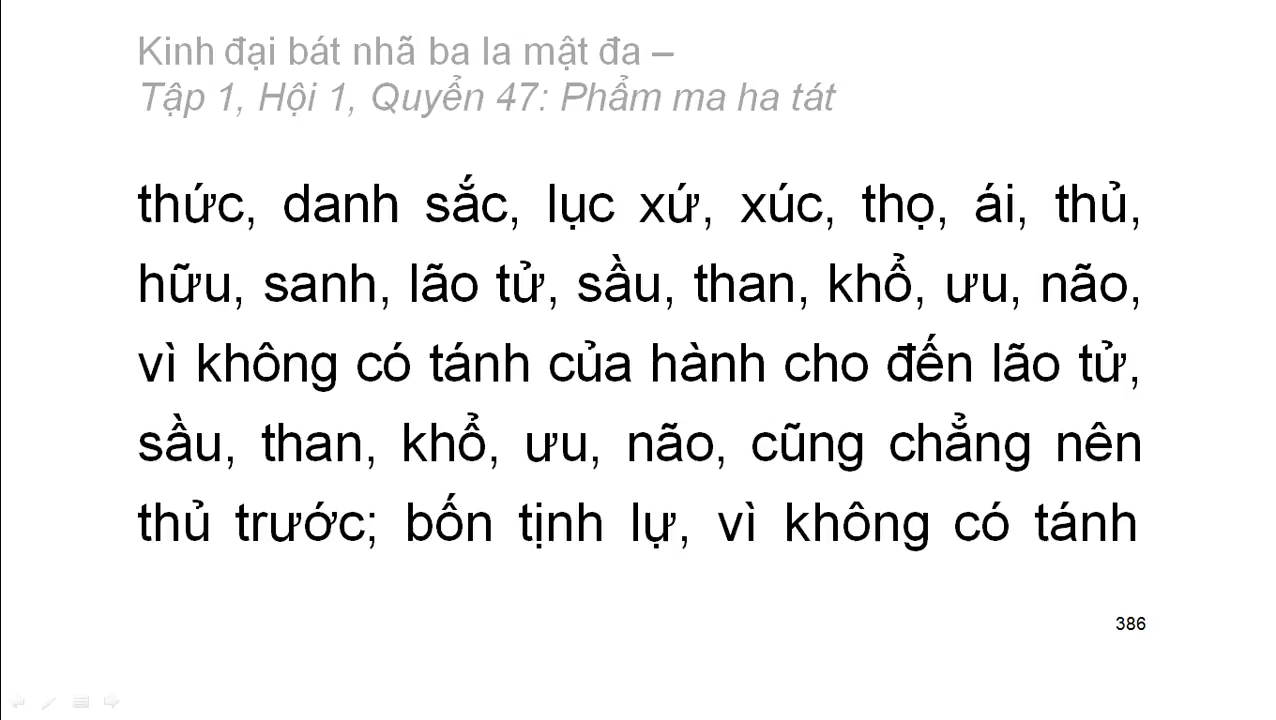 Kinh đại bát nhã ba la mật đa –
Tập 1, Hội 1, Quyển 47: Phẩm ma ha tát
thức, danh sắc, lục xứ, xúc, thọ, ái, thủ,
hữu, sanh, lão tử, sầu, than, khổ, ưu, não,
vì không có tánh của hành cho đến lão tử,
sầu, than, khổ, ưu, não, cũng chẳng nên
thủ trước; bốn tịnh lự, vì không có tánh
386